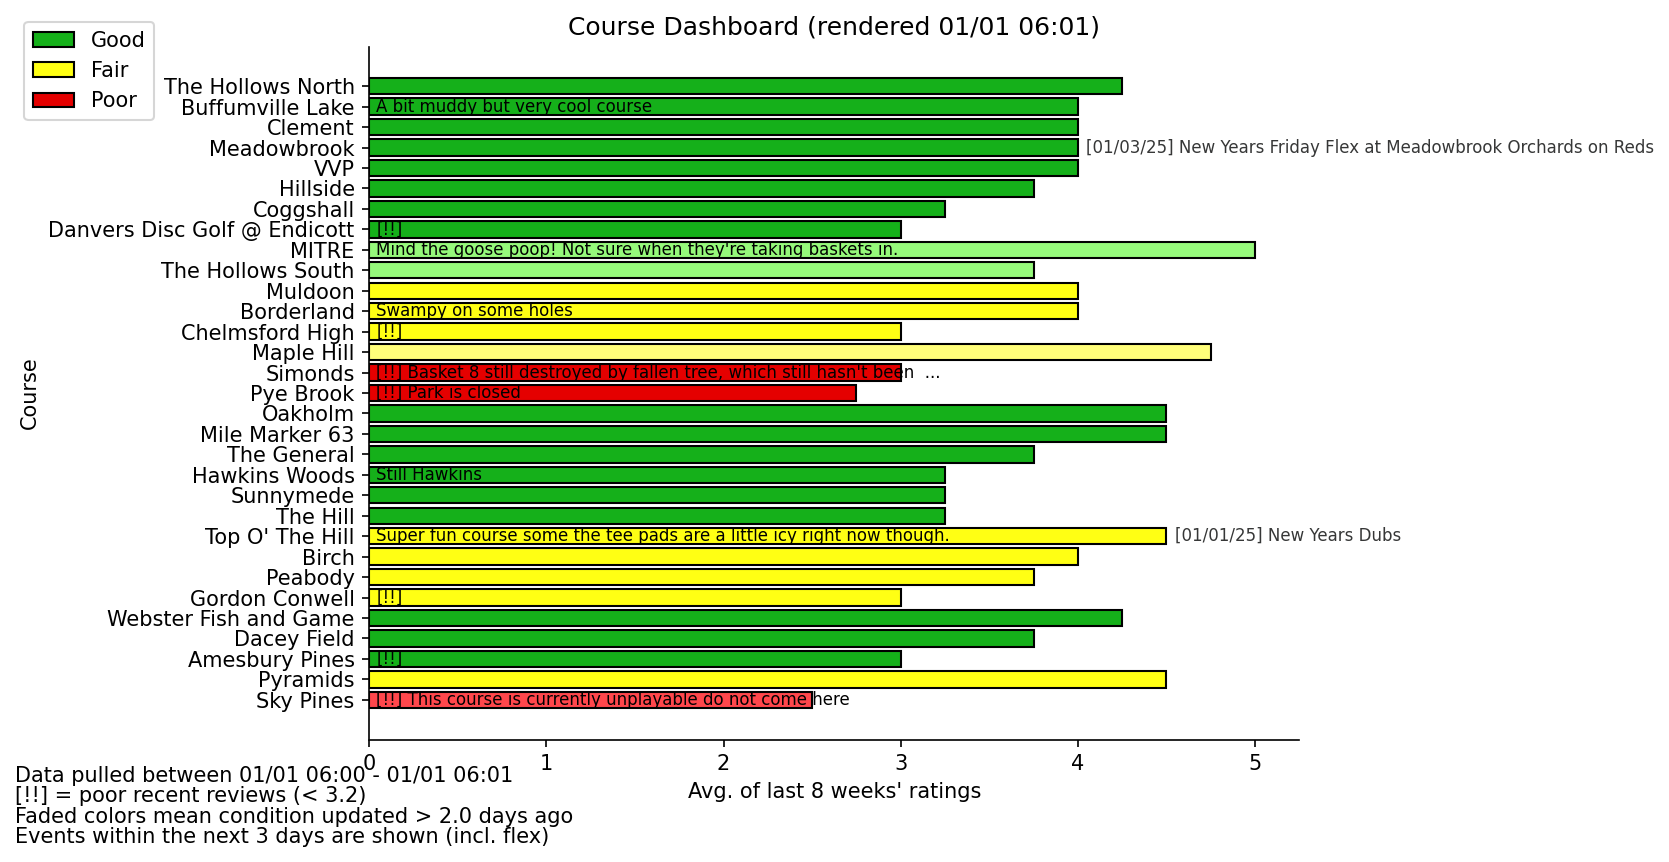 Course Dashboard (rendered 01/01 06:01)
Good
Fair
Poor
The Hollows North
Buffumville Lake A bit muddy but very cool course
Clement
Meadowbrook [01/03/25] New Years Friday Flex at Meadowbrook Orchards on Reds
VVP
Hillside
Coggshall
Danvers Disc Golf @ Endicott [!!]
MITRE Mind the goose poop! Not sure when they're taking baskets in.
The Hollows South
Muldoon
Borderland Swampy on some holes
Chelmsford High [!!]
Maple Hill
Simonds [!!] Basket 8 still destroyed by fallen tree, which still hasn't been ...
Pye Brook [!!] Park is closed
Oakholm
Mile Marker 63
The General
Hawkins Woods Still Hawkins
Sunnymede
The Hill
Top O' The Hill Super fun course some the tee pads are a little icy right now though. [01/01/25] New Years Dubs
Birch
Peabody
Gordon Conwell [!!]
Webster Fish and Game
Dacey Field
Amesbury Pines [!!]
Pyramids
Sky Pines [!!] This course is currently unplayable do not come here
Course
0 1 2 3 4 5
Avg. of last 8 weeks' ratings
Data pulled between 01/01 06:00 - 01/01 06:01
[!!] = poor recent reviews (< 3.2)
Faded colors mean condition updated > 2.0 days ago
Events within the next 3 days are shown (incl. flex)